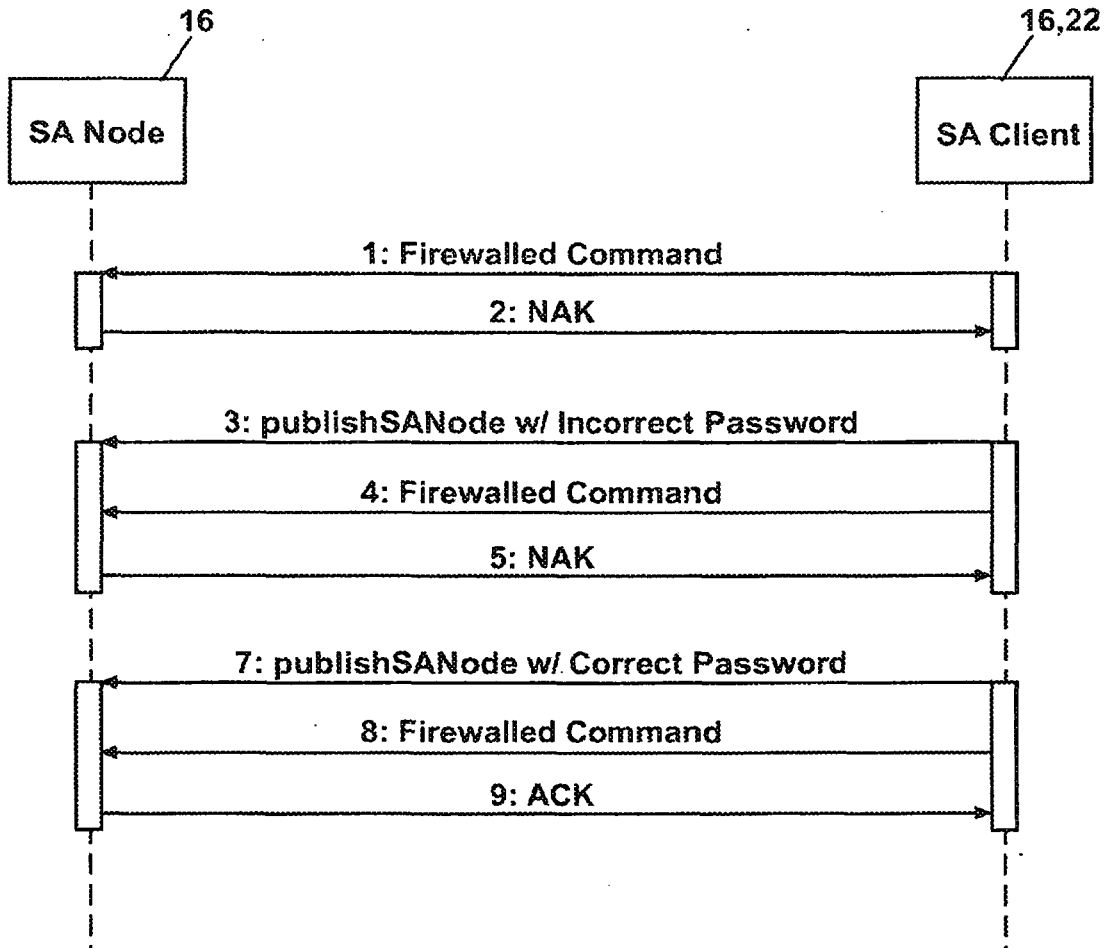 16
16,22
SA Node
SA Client
1: Firewalled Command
2: NAK
3: publishSANode w/ Incorrect Password
4: Firewalled Command
5: NAK
7: publishSANode w/ Correct Password
8: Firewalled Command
9: ACK